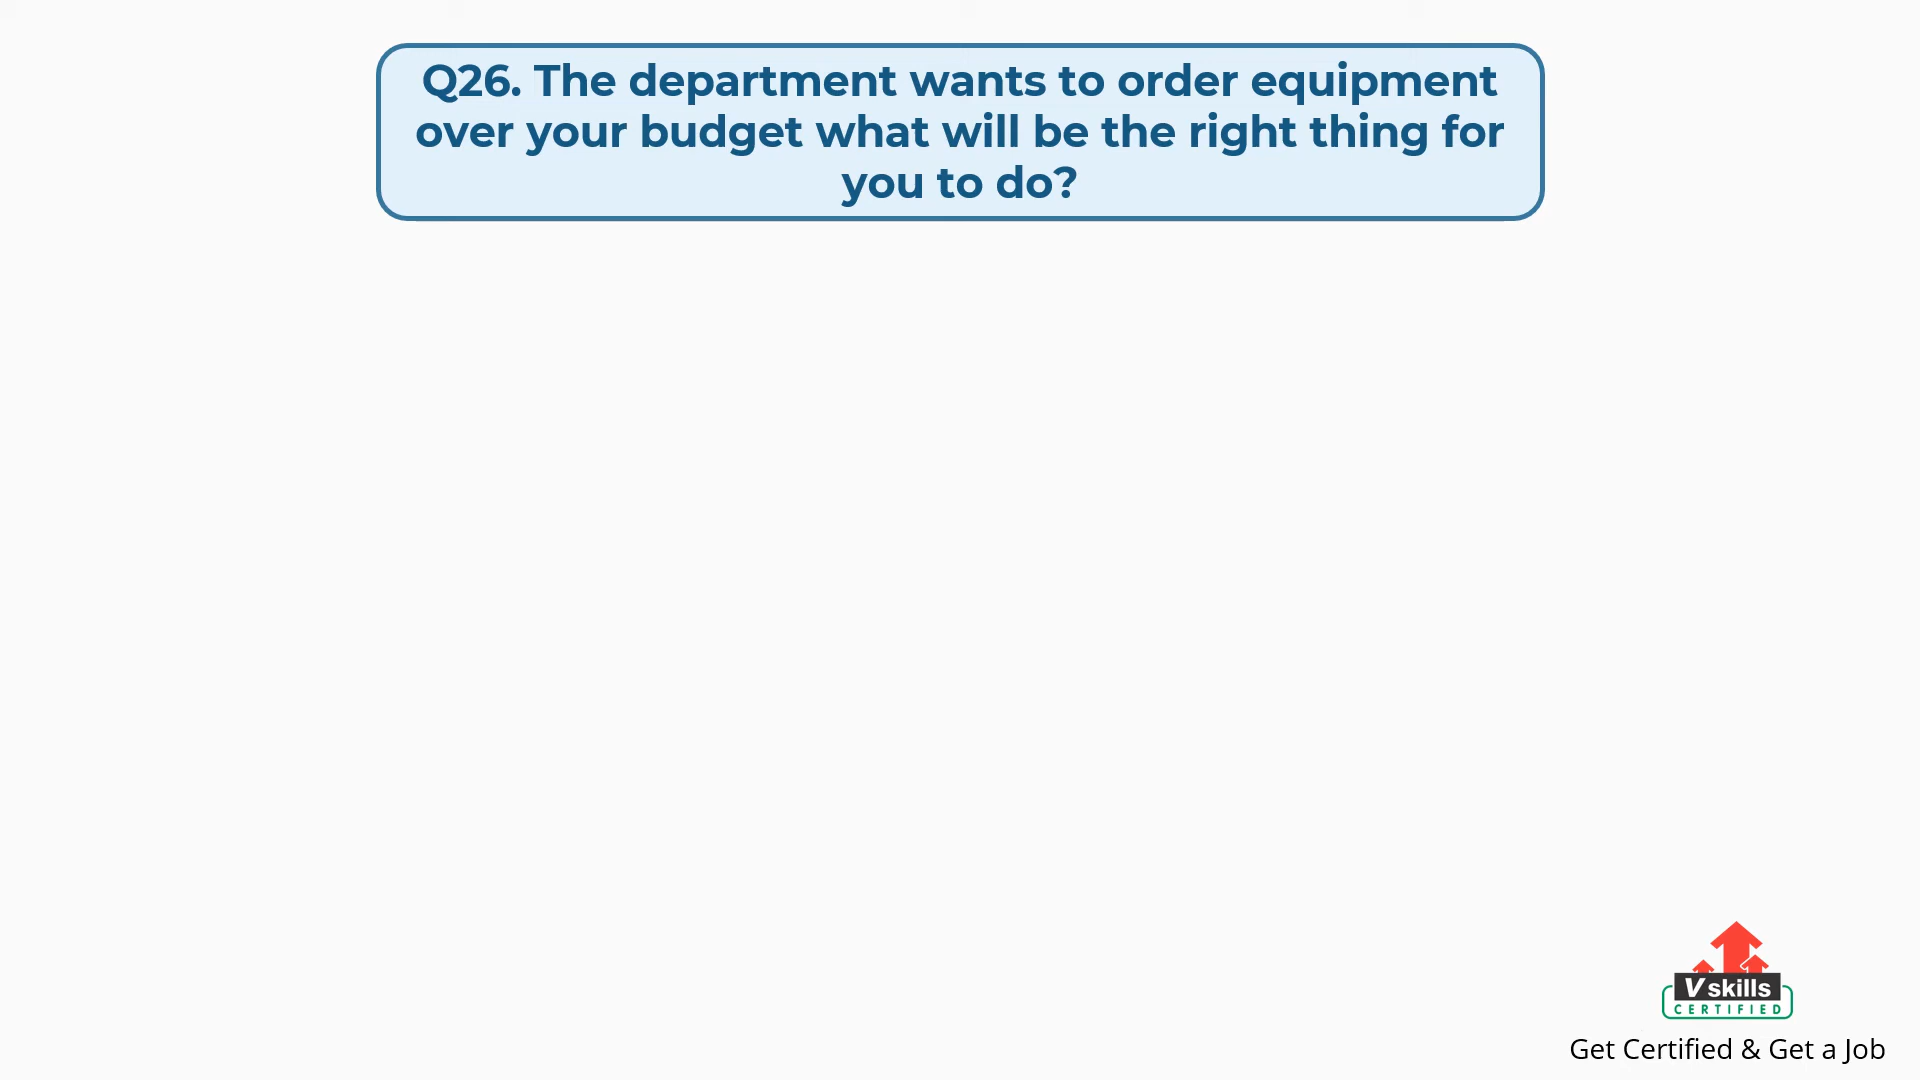 Q26. The department wants to order equipment
over your budget what will be the right thing for
you to do?
Vskills
CERTIFIED
Get Certified & Get a Job